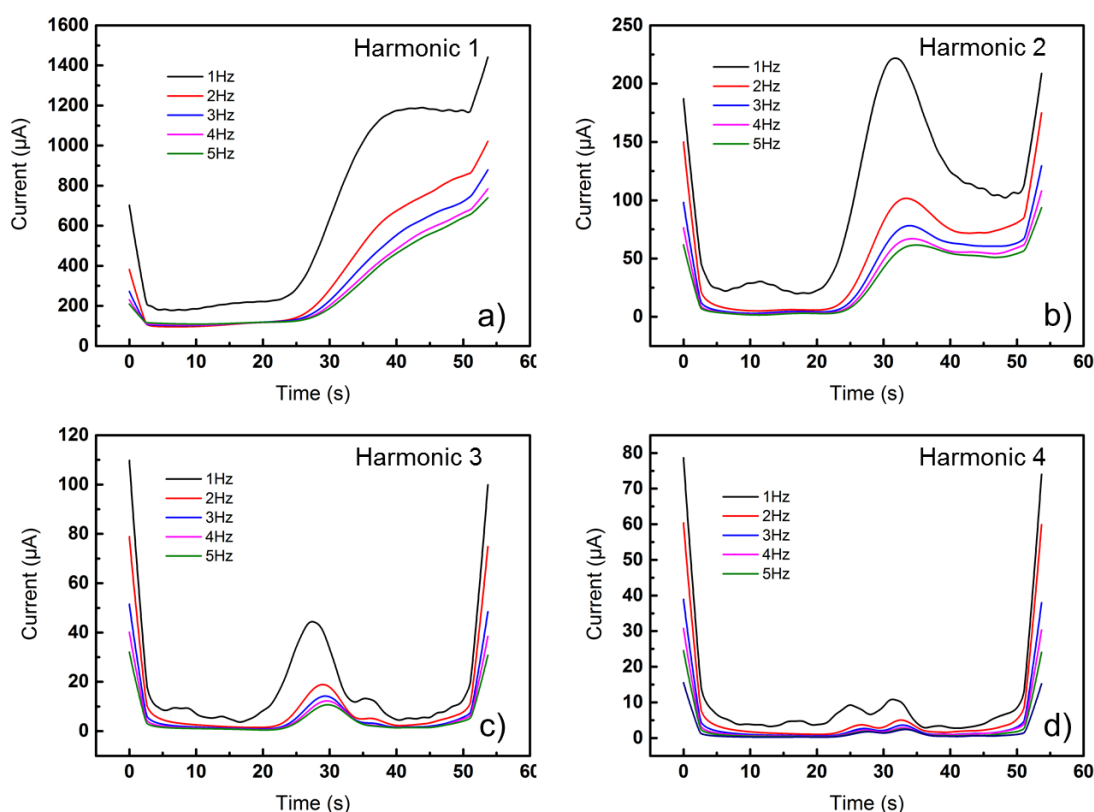 Harmonic 1
1600
1400
1200
1000
800
600
400
200
0
Current (µA)
1Hz
2Hz
3Hz
4Hz
5Hz
a)
0 10 20 30 40 50 60
Time (s)
Harmonic 2
250
200
150
100
50
0
Current (µA)
1Hz
2Hz
3Hz
4Hz
5Hz
b)
0 10 20 30 40 50 60
Time (s)
Harmonic 3
120
100
80
60
40
20
0
Current (µA)
1Hz
2Hz
3Hz
4Hz
5Hz
c)
0 10 20 30 40 50 60
Time (s)
Harmonic 4
80
70
60
50
40
30
20
10
0
Current (µA)
1Hz
2Hz
3Hz
4Hz
5Hz
d)
0 10 20 30 40 50 60
Time (s)